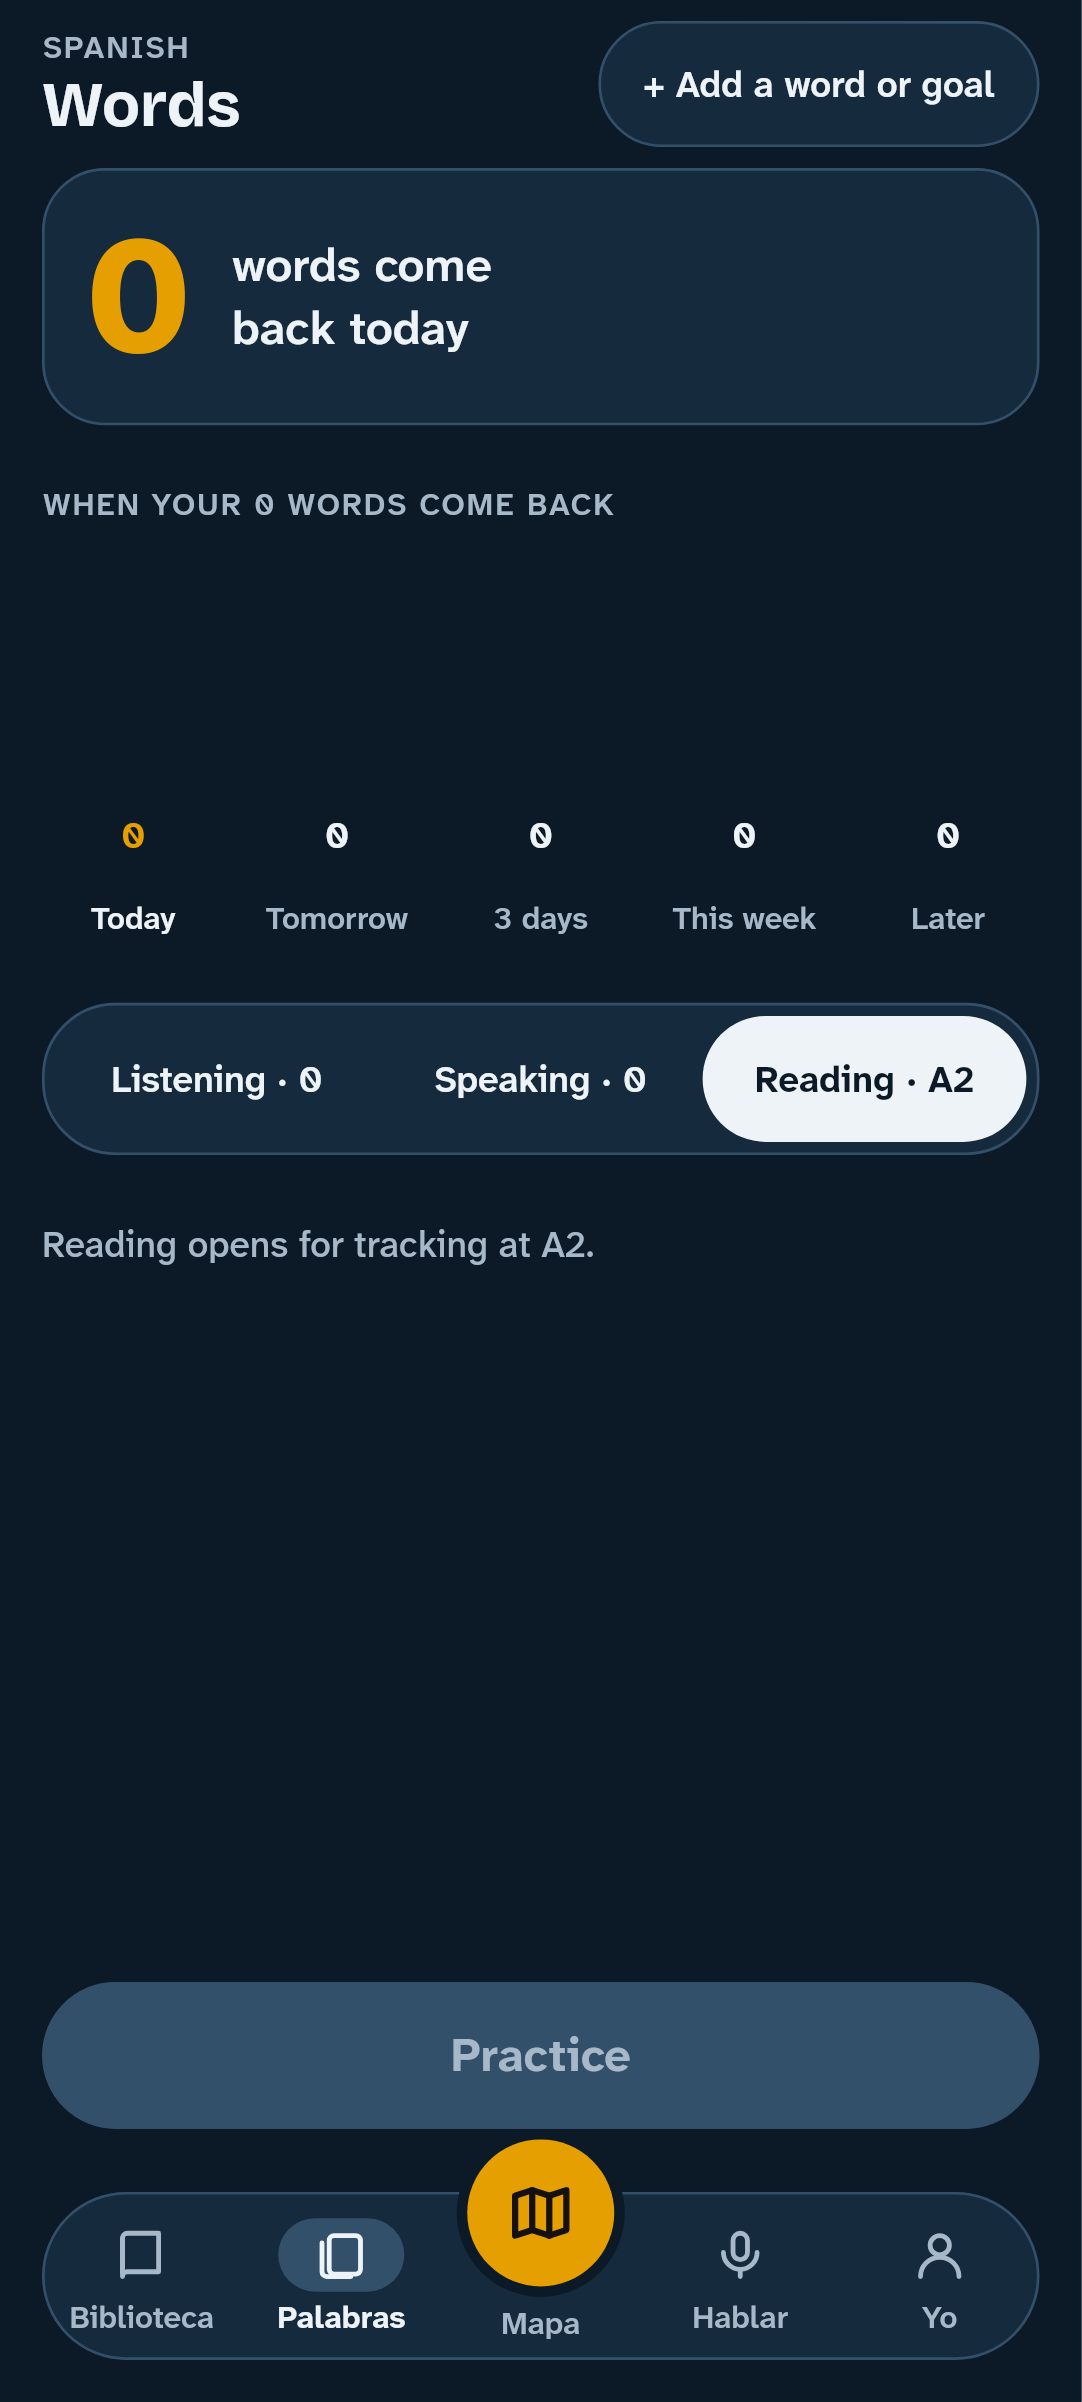 SPANISH
Words
+ Add a word or goal
0
words come
back today
WHEN YOUR 0 WORDS COME BACK
0 0 0 0 0
Today Tomorrow 3 days This week Later
Listening · 0 Speaking · 0 Reading · A2
Reading opens for tracking at A2.
Practice
Biblioteca Palabras Mapa Hablar Yo